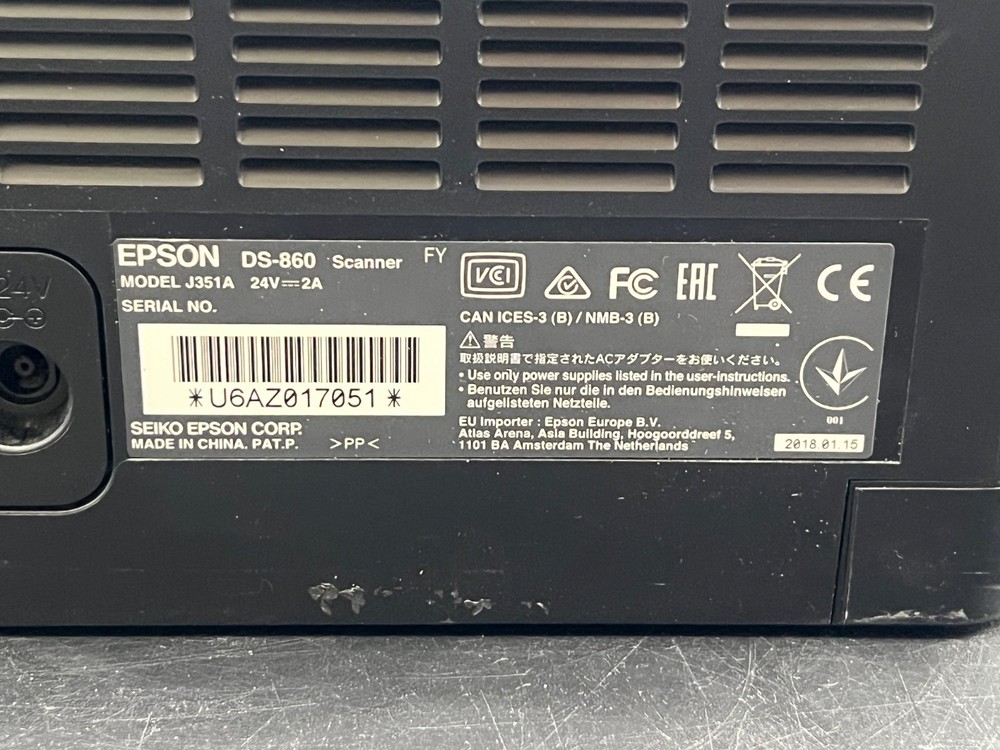 24V
EPSON DS-860 Scanner FY
MODEL J351A 24V⎓2A
SERIAL NO.
*U6AZ017051*
SEIKO EPSON CORP.
MADE IN CHINA. PAT.P. >PP<
VCI FC EAC CE
CAN ICES-3 (B) / NMB-3 (B)
⚠警告
取扱説明書で指定されたACアダプターをお使いください。
• Use only power supplies listed in the user-instructions.
• Benutzen Sie nur die in den Bedienungshinweisen
aufgelisteten Netzteile.
EU Importer : Epson Europe B.V.
Atlas Arena, Asia Building, Hoogoorddreef 5,
1101 BA Amsterdam The Netherlands
001
2018.01.15